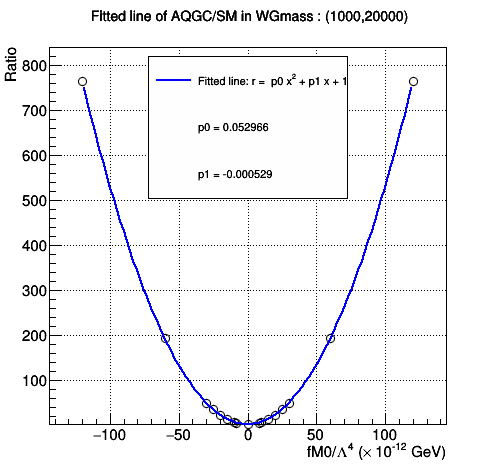 FItted line of AQGC/SM in WGmass : (1000,20000)
Ratio
800
700
600
500
400
300
200
100
Fitted line: r = p0 x² + p1 x + 1
p0 = 0.052966
p1 = -0.000529
−100 −50 0 50 100
fM0/Λ⁴ (× 10⁻¹² GeV)